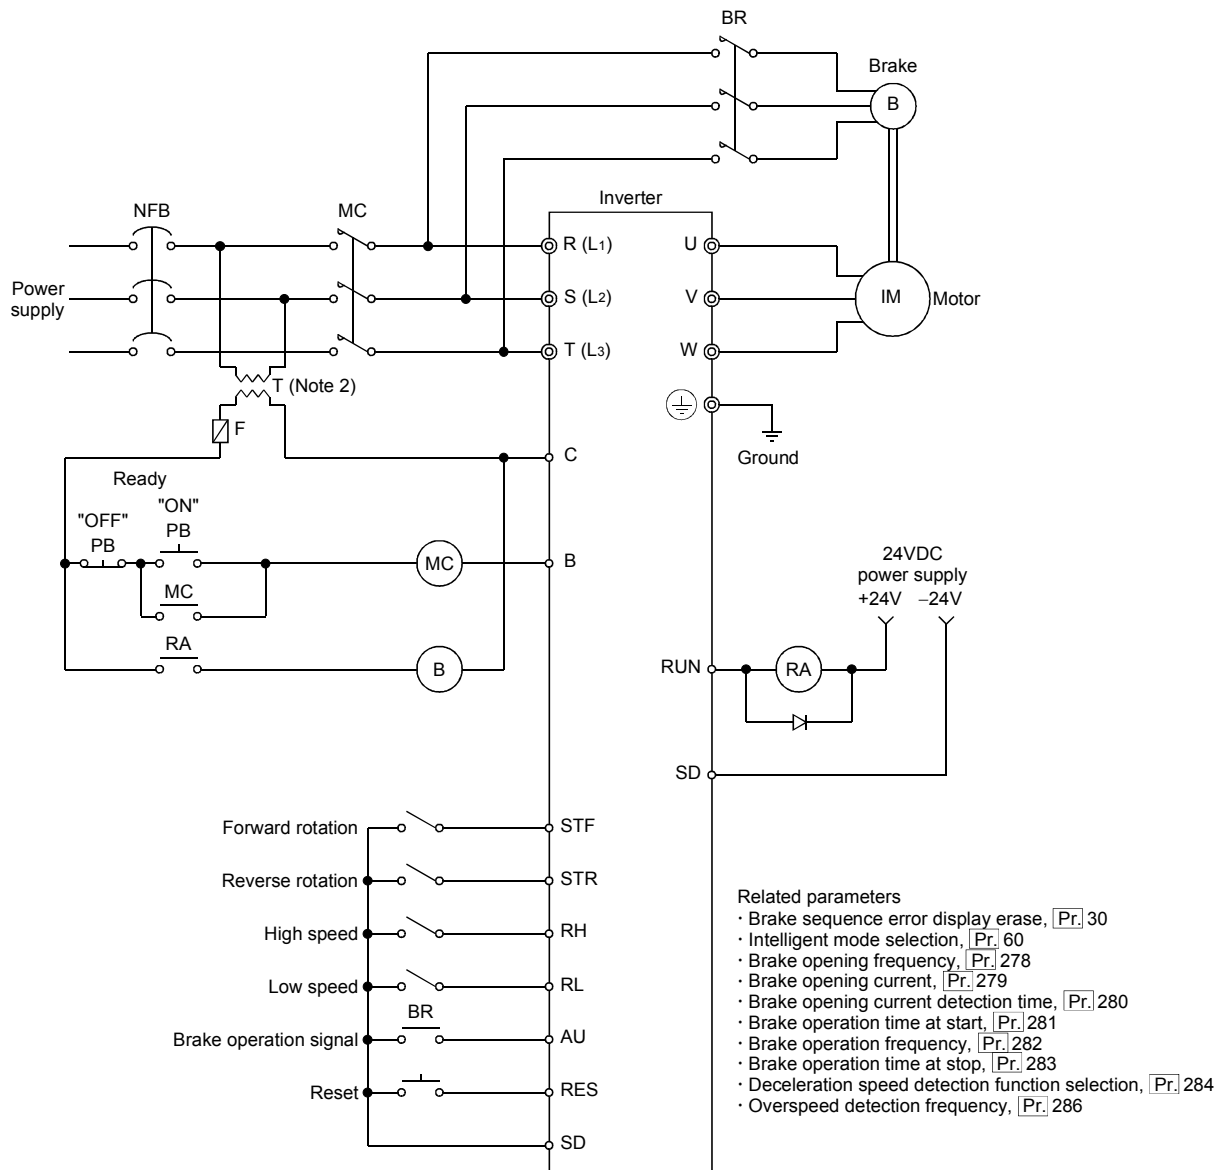 BR
Brake
B
Inverter
NFB
MC
R (L1)
U
Power
supply
S (L2)
V
IM
Motor
T (L3)
W
T (Note 2)
F
Ground
C
Ready
"ON"
"OFF"
PB
PB
MC
B
MC
RA
B
24VDC
power supply
+24V
−24V
RUN
RA
SD
Forward rotation
STF
Reverse rotation
STR
High speed
RH
Low speed
RL
BR
Brake operation signal
AU
Reset
RES
SD
Related parameters
· Brake sequence error display erase, Pr. 30
· Intelligent mode selection, Pr. 60
· Brake opening frequency, Pr. 278
· Brake opening current, Pr. 279
· Brake opening current detection time, Pr. 280
· Brake operation time at start, Pr. 281
· Brake operation frequency, Pr. 282
· Brake operation time at stop, Pr. 283
· Deceleration speed detection function selection, Pr. 284
· Overspeed detection frequency, Pr. 286